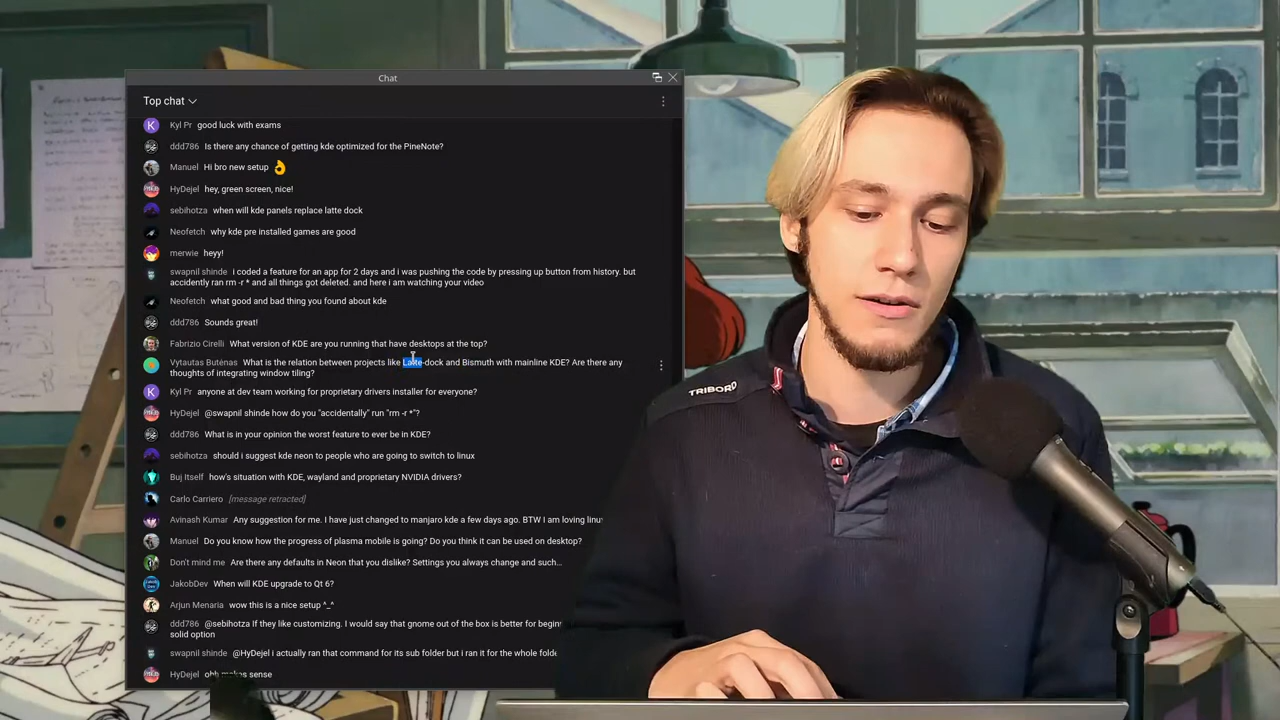 Chat
Top chat
Kyl Pr good luck with exams
ddd786 Is there any chance of getting kde optimized for the PineNote?
Manuel Hi bro new setup 👌
HyDejel hey, green screen, nice!
sebihotza when will kde panels replace latte dock
Neofetch why kde pre installed games are good
merwie heyy!
swapnil shinde i coded a feature for an app for 2 days and i was pushing the code by pressing up button from history. but
accidently ran rm -r * and all things got deleted. and here i am watching your video
Neofetch what good and bad thing you found about kde
ddd786 Sounds great!
Fabrizio Cirelli What version of KDE are you running that have desktops at the top?
Vytautas Butėnas What is the relation between projects like Latte-dock and Bismuth with mainline KDE? Are there any
thoughts of integrating window tiling?
Kyl Pr anyone at dev team working for proprietary drivers installer for everyone?
HyDejel @swapnil shinde how do you "accidentally" run "rm -r *"?
ddd786 What is in your opinion the worst feature to ever be in KDE?
sebihotza should i suggest kde neon to people who are going to switch to linux
Buj Itself how's situation with KDE, wayland and proprietary NVIDIA drivers?
Carlo Carriero [message retracted]
Avinash Kumar Any suggestion for me. I have just changed to manjaro kde a few days ago. BTW I am loving linu
Manuel Do you know how the progress of plasma mobile is going? Do you think it can be used on desktop?
Don't mind me Are there any defaults in Neon that you dislike? Settings you always change and such...
JakobDev When will KDE upgrade to Qt 6?
Arjun Menaria wow this is a nice setup ^_^
ddd786 @sebihotza If they like customizing. I would say that gnome out of the box is better for begin
solid option
swapnil shinde @HyDejel i actually ran that command for its sub folder but i ran it for the whole folde
HyDejel ohh makes sense
TRIBORD